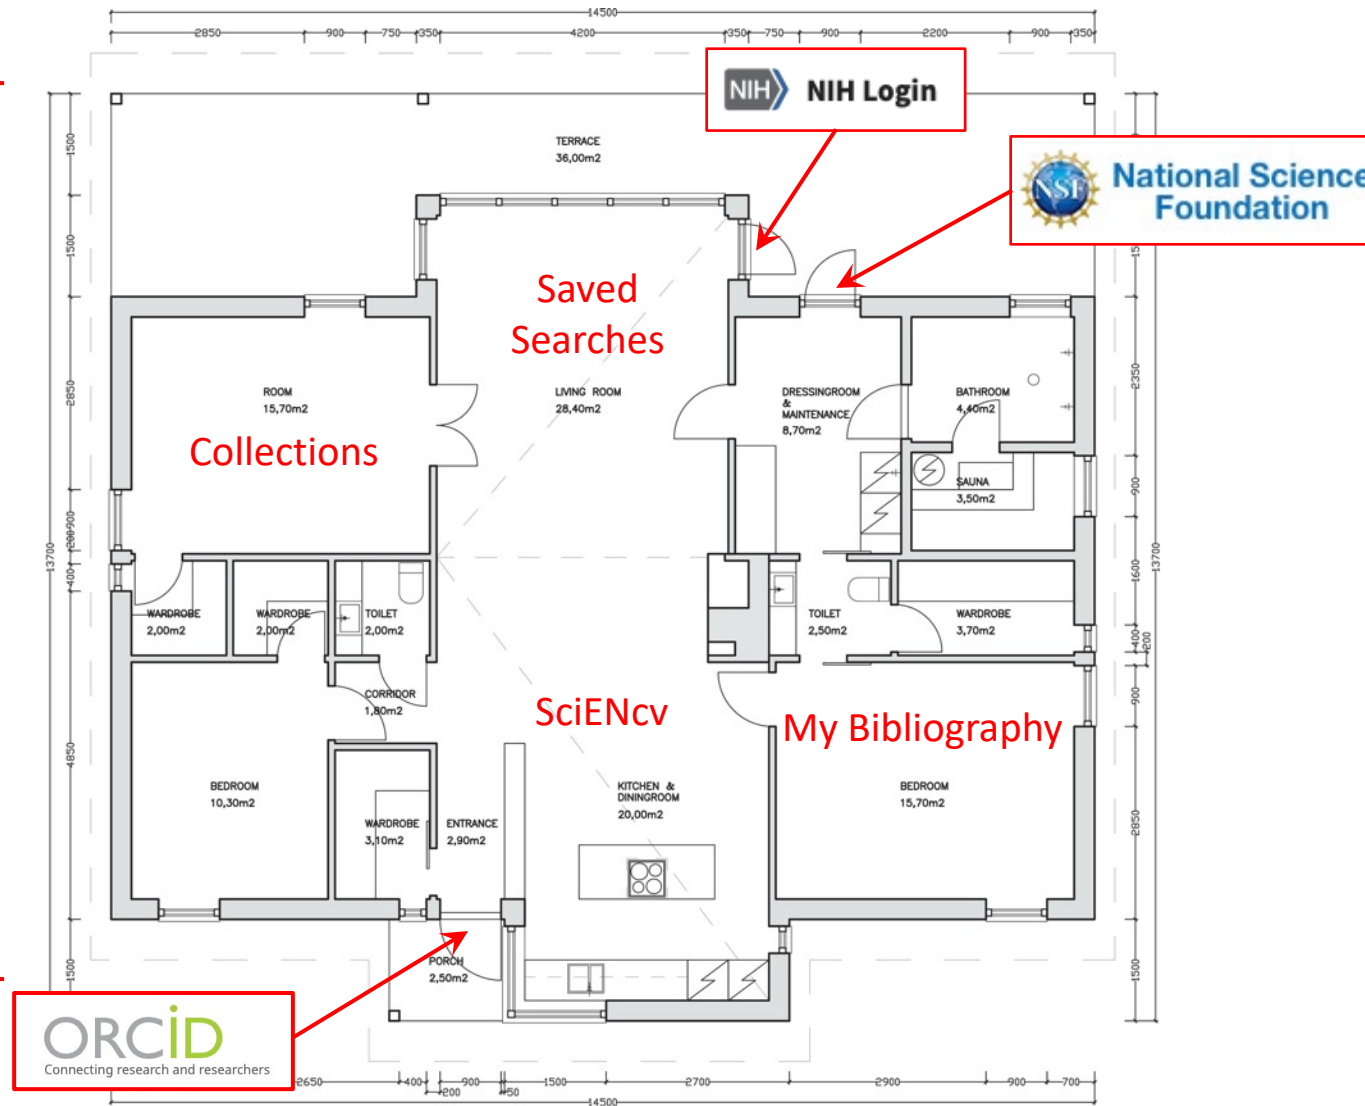 14500
2850 900 750 350 4200 350 750 900 2200 900 350
NIH NIH Login
NSF National Science
Foundation
TERRACE
36,00m2
1500
1500
Saved
Searches
ROOM
15,70m2
LIVING ROOM
28,40m2
DRESSINGROOM
&
MAINTENANCE
8,70m2
BATHROOM
4,40m2
2850
2350
Collections
SAUNA
3,50m2
900
900
200
13700
13700
400
1600
WARDROBE
2,00m2
WARDROBE
2,00m2
TOILET
2,00m2
TOILET
2,50m2
WARDROBE
3,70m2
400
200
CORRIDOR
1,80m2
SciENcv
My Bibliography
900
4850
BEDROOM
10,30m2
KITCHEN &
DININGROOM
20,00m2
BEDROOM
15,70m2
WARDROBE
3,10m2
ENTRANCE
2,90m2
2850
PORCH
2,50m2
1500
1500
ORCiD
Connecting research and researchers
2650 400 900 1500 2700 2900 900 700
200 50
14500